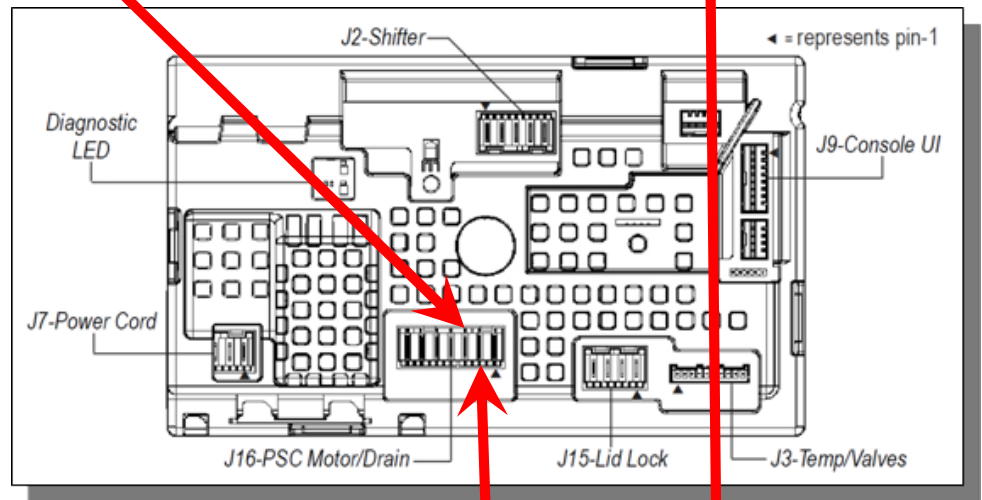 J2-Shifter
◄ = represents pin-1
Diagnostic
LED
J9-Console UI
J7-Power Cord
J16-PSC Motor/Drain
J15-Lid Lock
J3-Temp/Valves